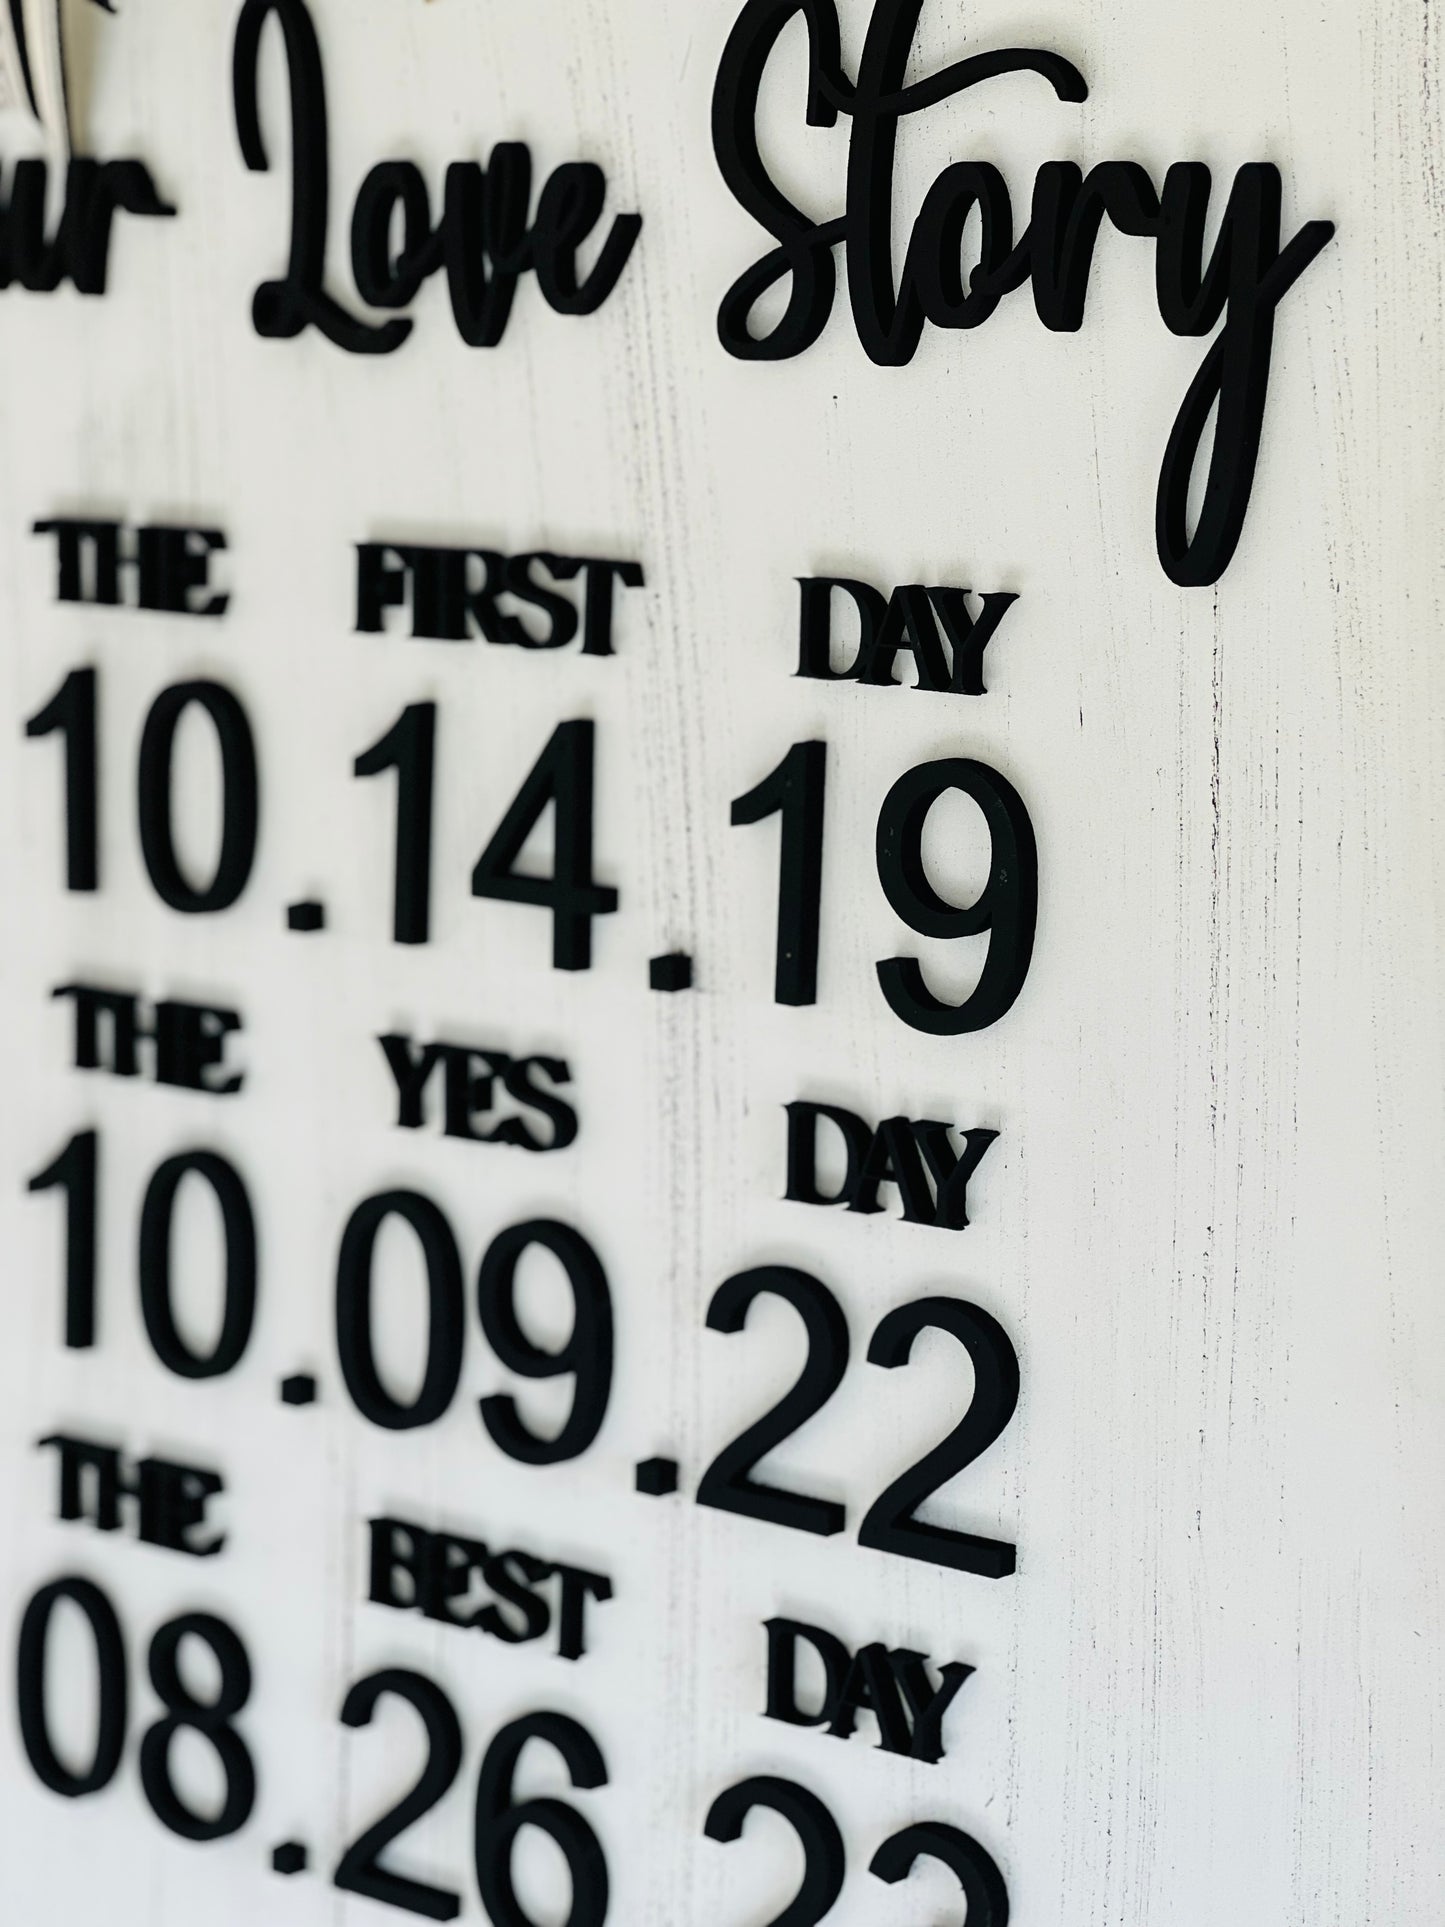 ur Love Story
THE FIRST DAY
10.14.19
THE YES DAY
10.09.22
THE BEST DAY
08.26.2